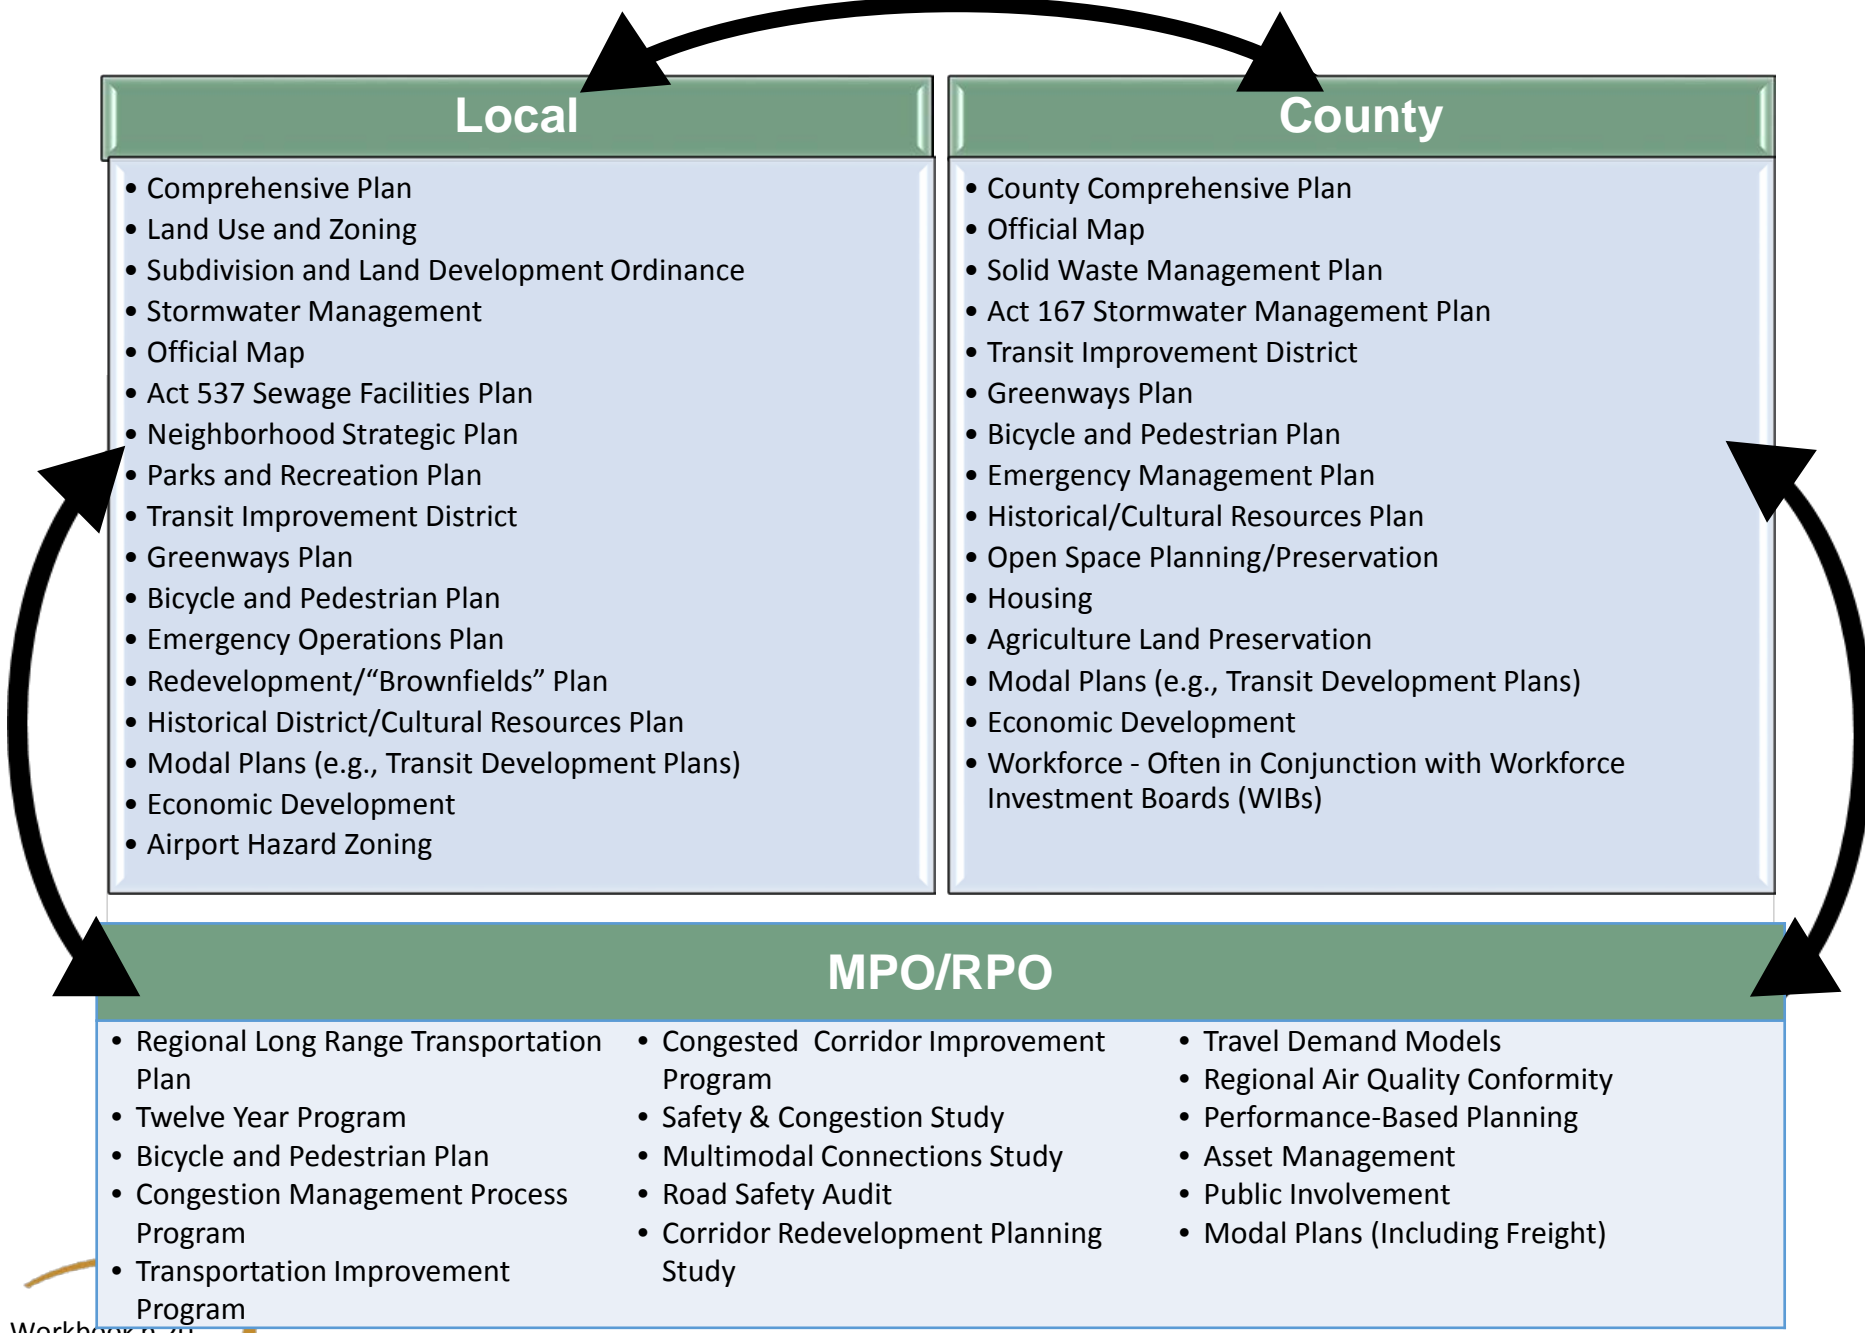 Local
• Comprehensive Plan
• Land Use and Zoning
• Subdivision and Land Development Ordinance
• Stormwater Management
• Official Map
• Act 537 Sewage Facilities Plan
• Neighborhood Strategic Plan
• Parks and Recreation Plan
• Transit Improvement District
• Greenways Plan
• Bicycle and Pedestrian Plan
• Emergency Operations Plan
• Redevelopment/“Brownfields” Plan
• Historical District/Cultural Resources Plan
• Modal Plans (e.g., Transit Development Plans)
• Economic Development
• Airport Hazard Zoning
County
• County Comprehensive Plan
• Official Map
• Solid Waste Management Plan
• Act 167 Stormwater Management Plan
• Transit Improvement District
• Greenways Plan
• Bicycle and Pedestrian Plan
• Emergency Management Plan
• Historical/Cultural Resources Plan
• Open Space Planning/Preservation
• Housing
• Agriculture Land Preservation
• Modal Plans (e.g., Transit Development Plans)
• Economic Development
• Workforce - Often in Conjunction with Workforce
Investment Boards (WIBs)
MPO/RPO
• Regional Long Range Transportation
Plan
• Twelve Year Program
• Bicycle and Pedestrian Plan
• Congestion Management Process
Program
• Transportation Improvement
Program
• Congested Corridor Improvement
Program
• Safety & Congestion Study
• Multimodal Connections Study
• Road Safety Audit
• Corridor Redevelopment Planning
Study
• Travel Demand Models
• Regional Air Quality Conformity
• Performance-Based Planning
• Asset Management
• Public Involvement
• Modal Plans (Including Freight)
Workbook